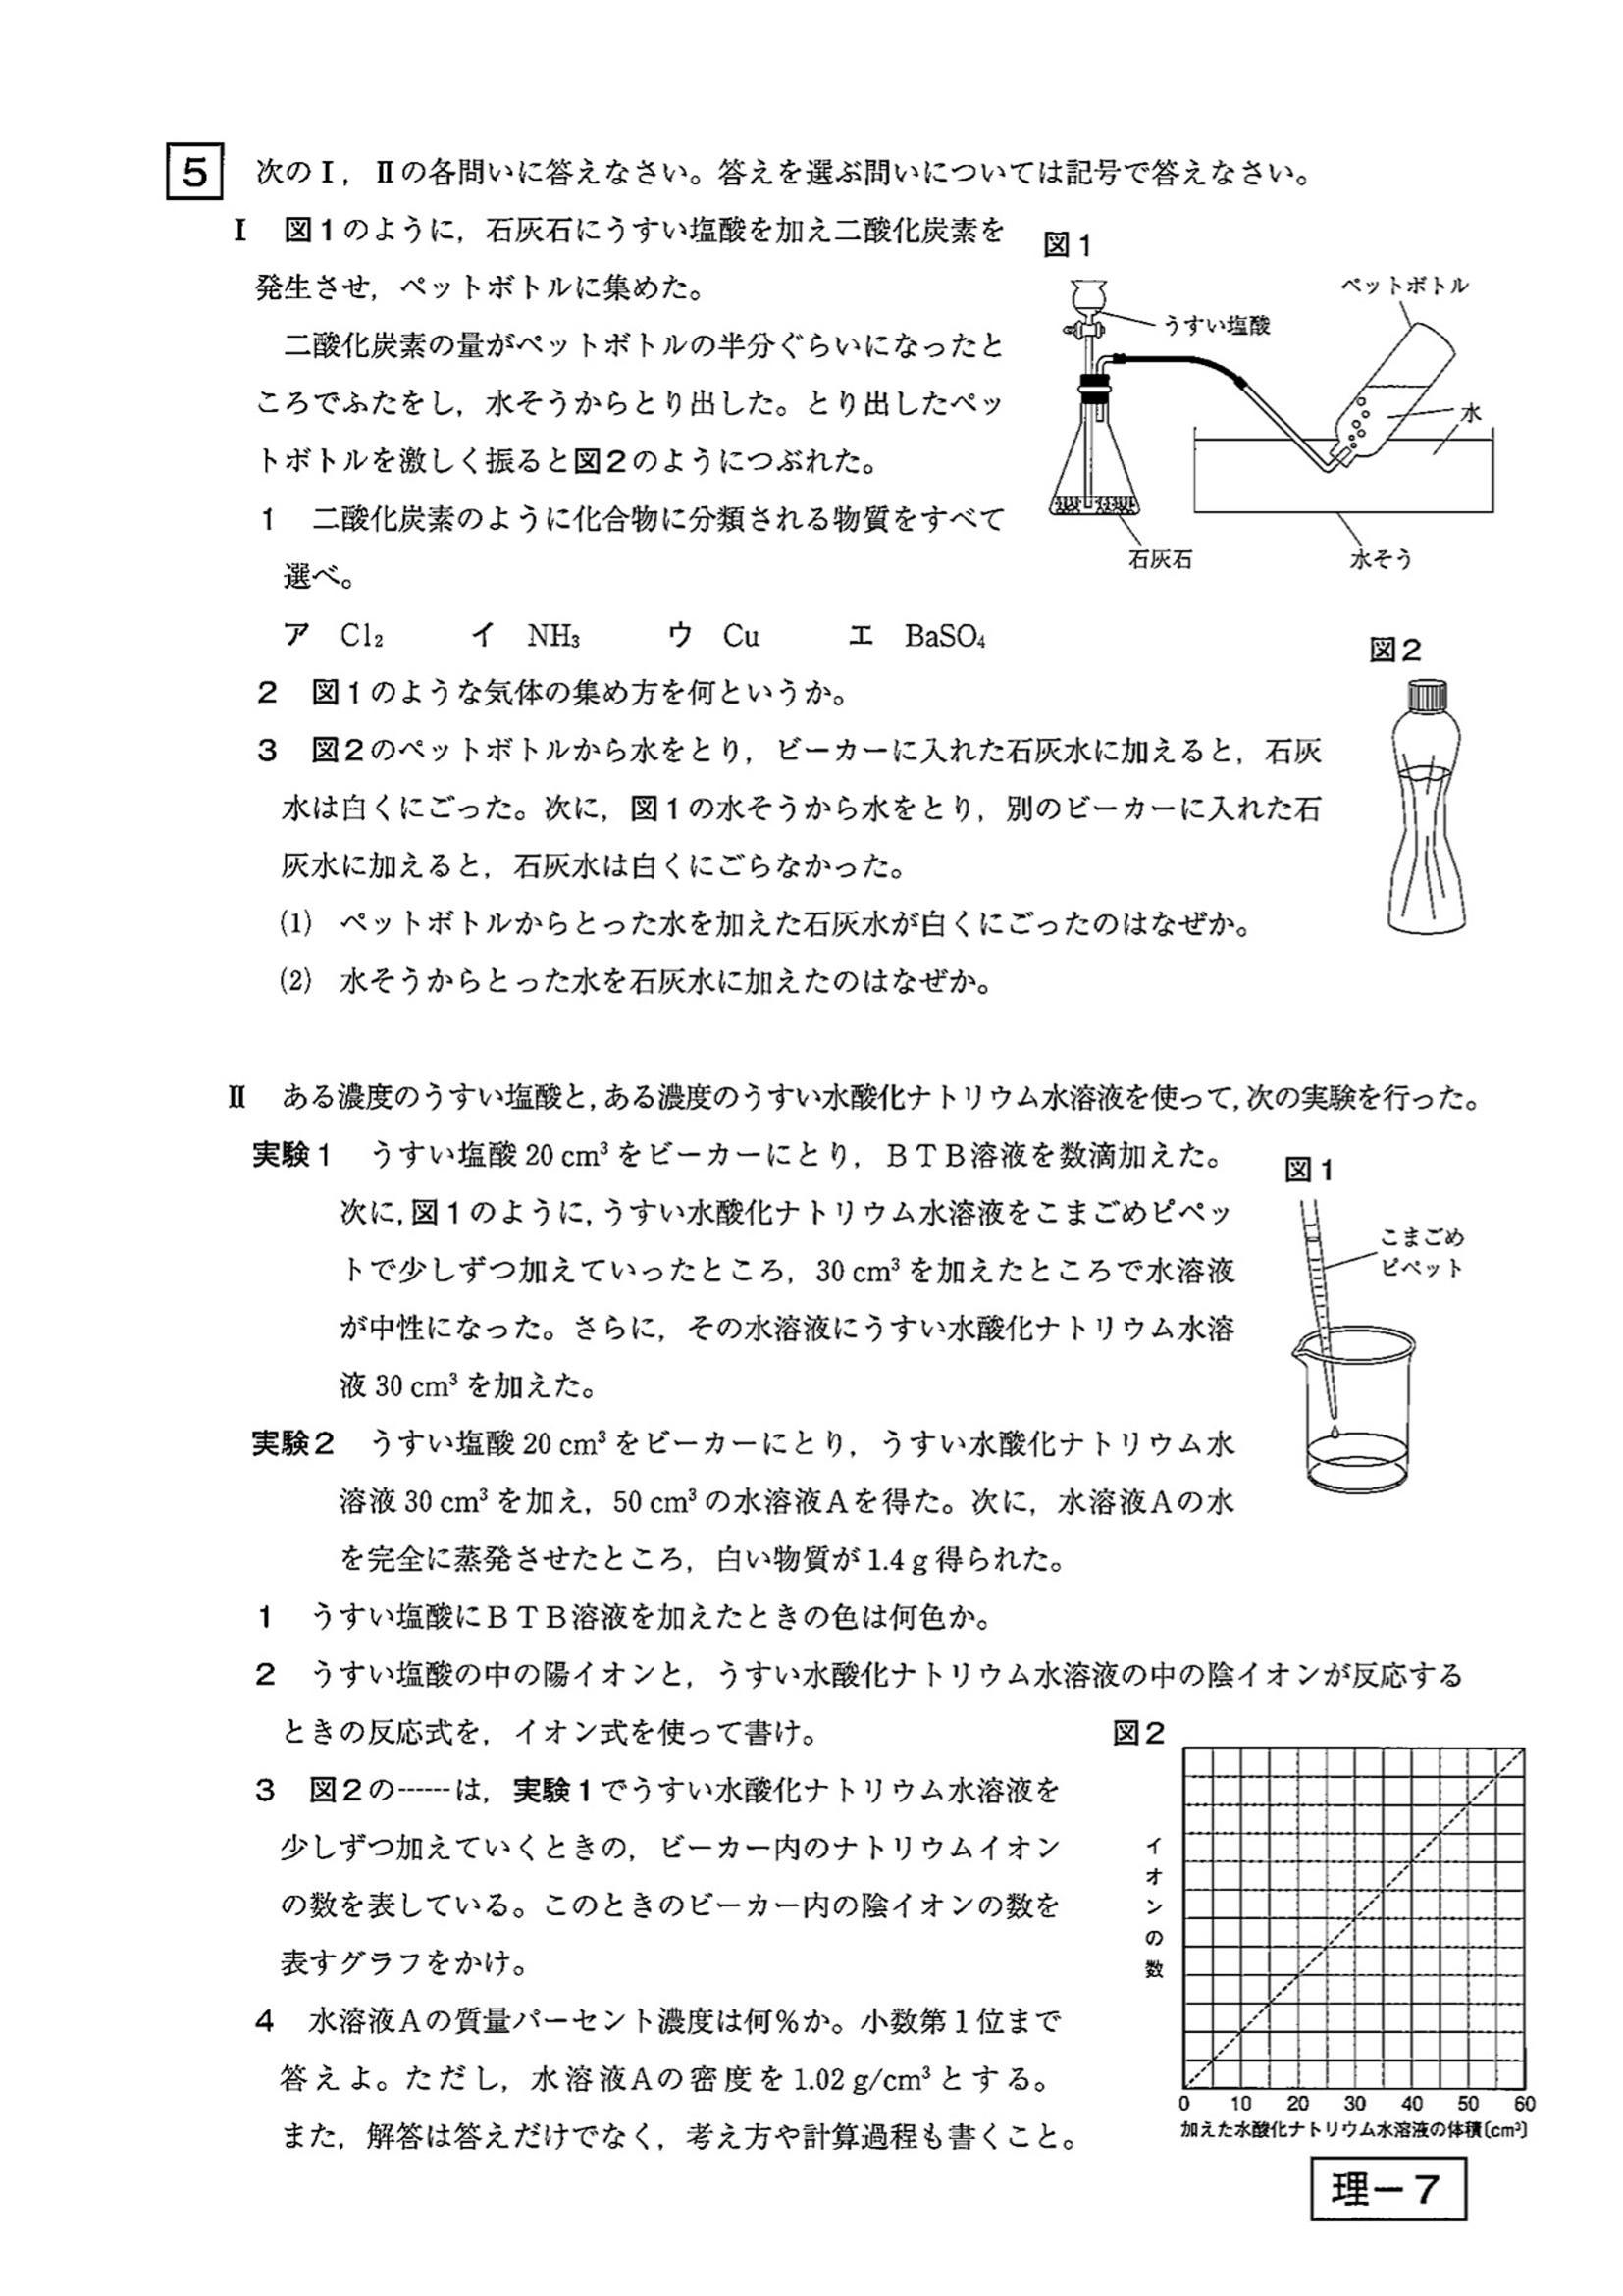 5 次のⅠ，Ⅱの各問いに答えなさい。答えを選ぶ問いについては記号で答えなさい。
Ⅰ 図1のように，石灰石にうすい塩酸を加え二酸化炭素を
発生させ，ペットボトルに集めた。
二酸化炭素の量がペットボトルの半分ぐらいになったと
ころでふたをし，水そうからとり出した。とり出したペッ
トボトルを激しく振ると図2のようにつぶれた。
1 二酸化炭素のように化合物に分類される物質をすべて
選べ。
ア Cl₂ イ NH₃ ウ Cu エ BaSO₄
図1
ペットボトル
うすい塩酸
水
石灰石
水そう
2 図1のような気体の集め方を何というか。
3 図2のペットボトルから水をとり，ビーカーに入れた石灰水に加えると，石灰
水は白くにごった。次に，図1の水そうから水をとり，別のビーカーに入れた石
灰水に加えると，石灰水は白くにごらなかった。
(1) ペットボトルからとった水を加えた石灰水が白くにごったのはなぜか。
(2) 水そうからとった水を石灰水に加えたのはなぜか。
図2
Ⅱ ある濃度のうすい塩酸と，ある濃度のうすい水酸化ナトリウム水溶液を使って，次の実験を行った。
実験1 うすい塩酸 20 cm³ をビーカーにとり，ＢＴＢ溶液を数滴加えた。
次に，図1のように，うすい水酸化ナトリウム水溶液をこまごめピペッ
トで少しずつ加えていったところ，30 cm³ を加えたところで水溶液
が中性になった。さらに，その水溶液にうすい水酸化ナトリウム水溶
液 30 cm³ を加えた。
実験2 うすい塩酸 20 cm³ をビーカーにとり，うすい水酸化ナトリウム水
溶液 30 cm³ を加え，50 cm³ の水溶液Aを得た。次に，水溶液Aの水
を完全に蒸発させたところ，白い物質が 1.4 g 得られた。
図1
こまごめ
ピペット
1 うすい塩酸にＢＴＢ溶液を加えたときの色は何色か。
2 うすい塩酸の中の陽イオンと，うすい水酸化ナトリウム水溶液の中の陰イオンが反応する
ときの反応式を，イオン式を使って書け。
3 図2の------は，実験1でうすい水酸化ナトリウム水溶液を
少しずつ加えていくときの，ビーカー内のナトリウムイオン
の数を表している。このときのビーカー内の陰イオンの数を
表すグラフをかけ。
4 水溶液Aの質量パーセント濃度は何％か。小数第1位まで
答えよ。ただし，水溶液Aの密度を 1.02 g/cm³ とする。
また，解答は答えだけでなく，考え方や計算過程も書くこと。
図2
イオンの数
0 10 20 30 40 50 60
加えた水酸化ナトリウム水溶液の体積〔cm³〕
理－7